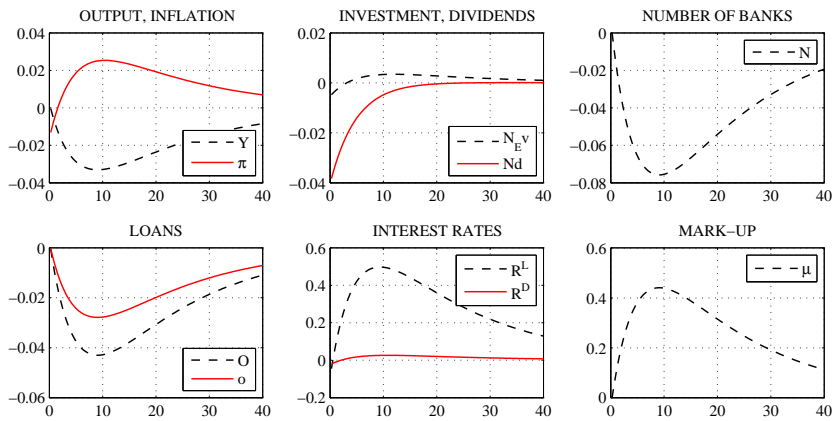 OUTPUT, INFLATION
0.04
0.02
0
−0.02
−0.04
0 10 20 30 40
Y
π
INVESTMENT, DIVIDENDS
0.04
0.02
0
−0.02
−0.04
0 10 20 30 40
N_E v
Nd
NUMBER OF BANKS
0
−0.02
−0.04
−0.06
−0.08
0 10 20 30 40
N
LOANS
0
−0.02
−0.04
−0.06
0 10 20 30 40
O
o
INTEREST RATES
0.6
0.4
0.2
0
−0.2
0 10 20 30 40
R^L
R^D
MARK−UP
0.6
0.4
0.2
0
0 10 20 30 40
μ